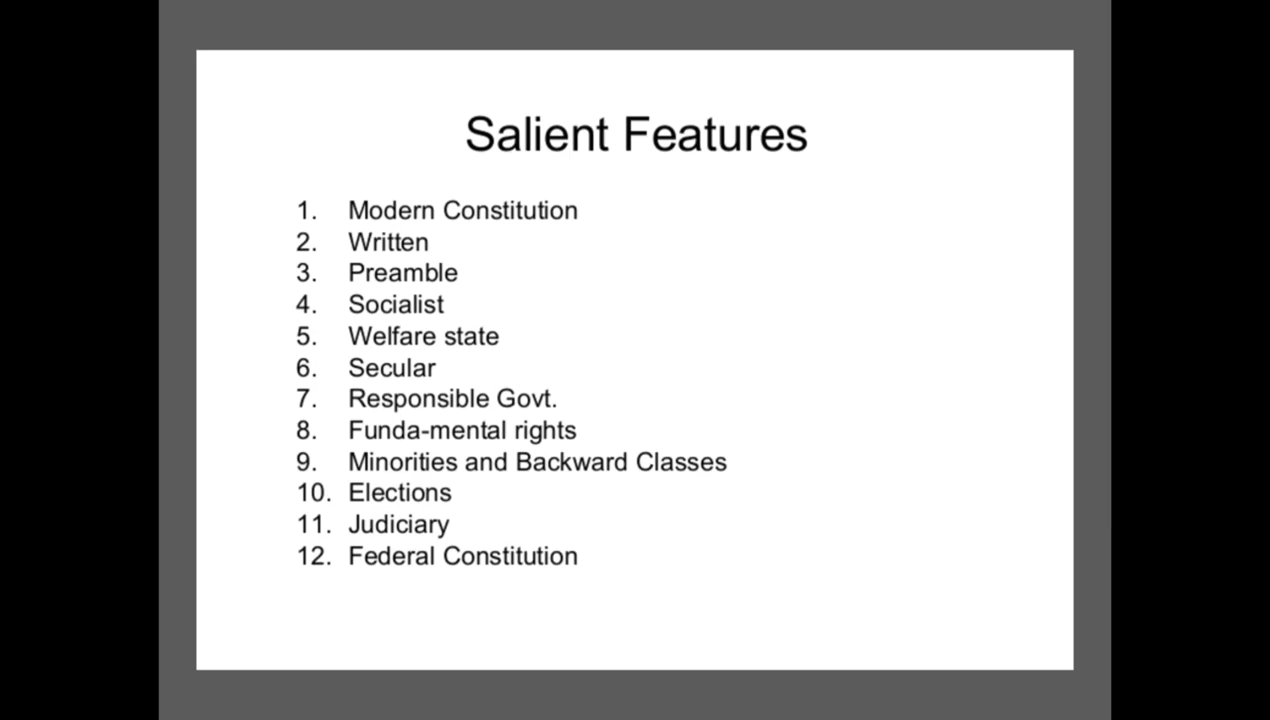 Salient Features
1. Modern Constitution
2. Written
3. Preamble
4. Socialist
5. Welfare state
6. Secular
7. Responsible Govt.
8. Funda-mental rights
9. Minorities and Backward Classes
10. Elections
11. Judiciary
12. Federal Constitution